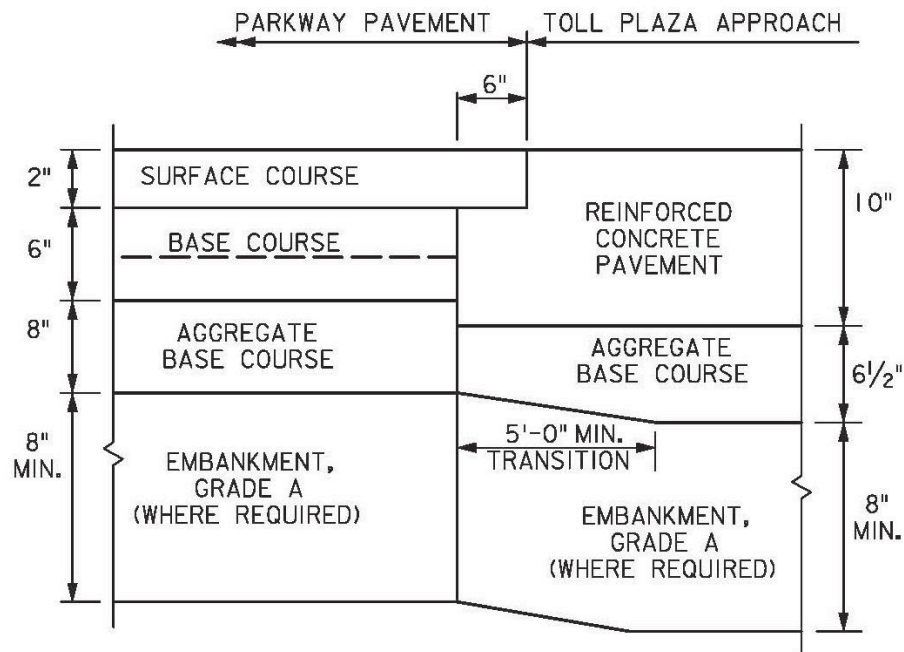 PARKWAY PAVEMENT
TOLL PLAZA APPROACH
6"
2"
SURFACE COURSE
6"
BASE COURSE
REINFORCED
CONCRETE
PAVEMENT
10"
8"
AGGREGATE
BASE COURSE
AGGREGATE
BASE COURSE
6½"
8"
MIN.
EMBANKMENT,
GRADE A
(WHERE REQUIRED)
5'-0" MIN.
TRANSITION
EMBANKMENT,
GRADE A
(WHERE REQUIRED)
8"
MIN.